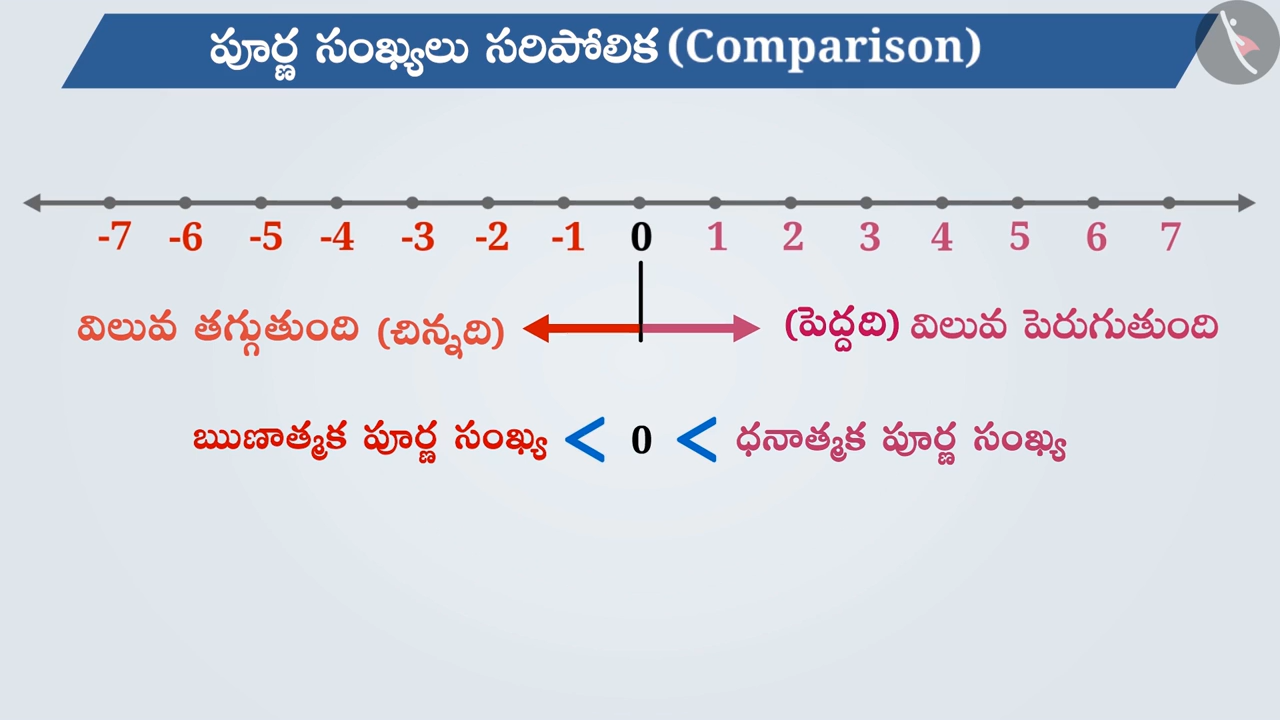 పూర్ణ సంఖ్యలు సరిపోలిక (Comparison)
-7 -6 -5 -4 -3 -2 -1 0 1 2 3 4 5 6 7
విలువ తగ్గుతుంది (చిన్నది) (పెద్దది) విలువ పెరుగుతుంది
ఋణాత్మక పూర్ణ సంఖ్య < 0 < ధనాత్మక పూర్ణ సంఖ్య